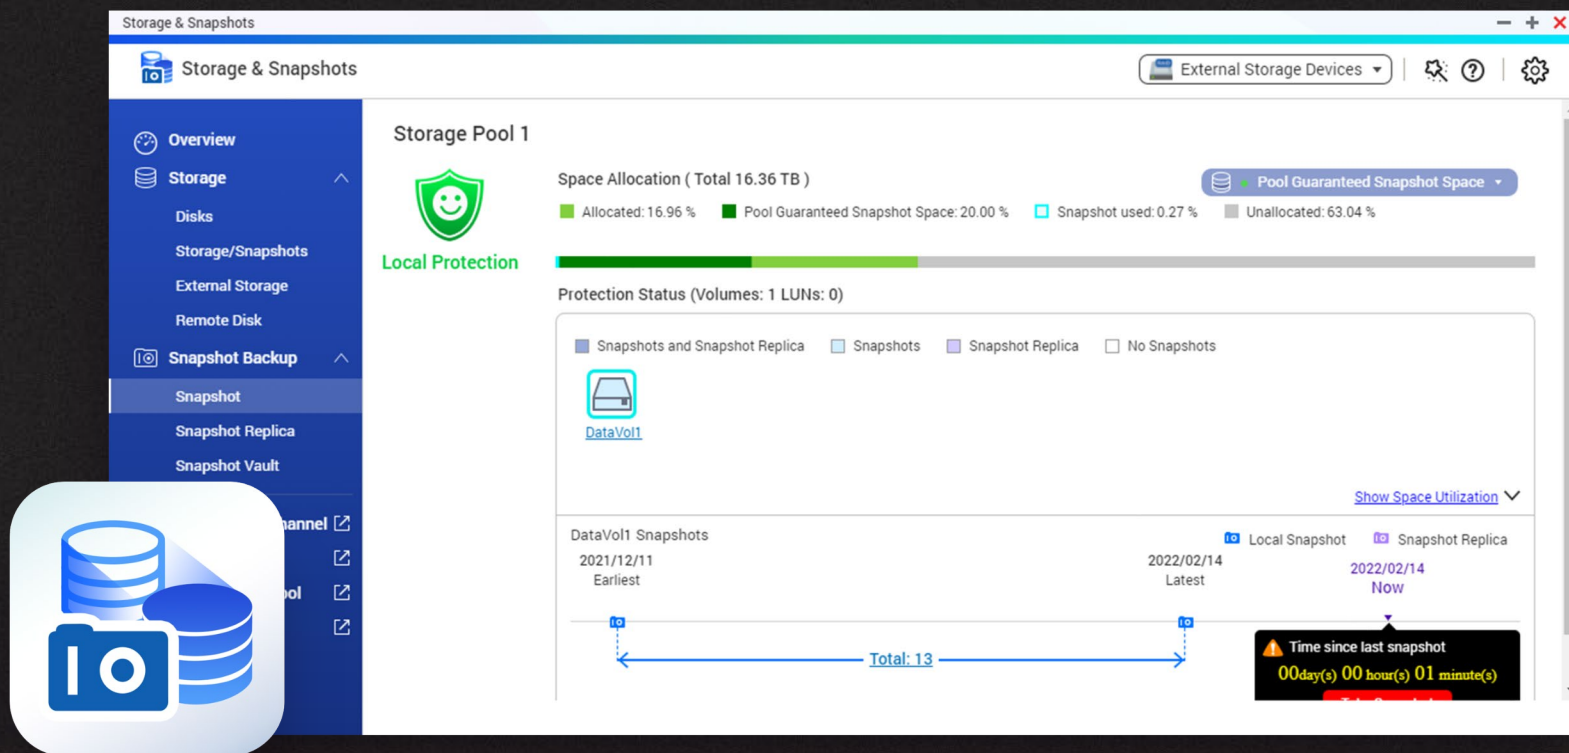 Storage & Snapshots
Storage & Snapshots
External Storage Devices
Overview
Storage
Disks
Storage/Snapshots
External Storage
Remote Disk
Snapshot Backup
Snapshot
Snapshot Replica
Snapshot Vault
Storage Pool 1
Local Protection
Space Allocation ( Total 16.36 TB )
Pool Guaranteed Snapshot Space
Allocated: 16.96 % Pool Guaranteed Snapshot Space: 20.00 % Snapshot used: 0.27 % Unallocated: 63.04 %
Protection Status (Volumes: 1 LUNs: 0)
Snapshots and Snapshot Replica Snapshots Snapshot Replica No Snapshots
DataVol1
Show Space Utilization
DataVol1 Snapshots
Local Snapshot Snapshot Replica
2021/12/11
Earliest
2022/02/14
Latest
2022/02/14
Now
Total: 13
Time since last snapshot
00day(s) 00 hour(s) 01 minute(s)